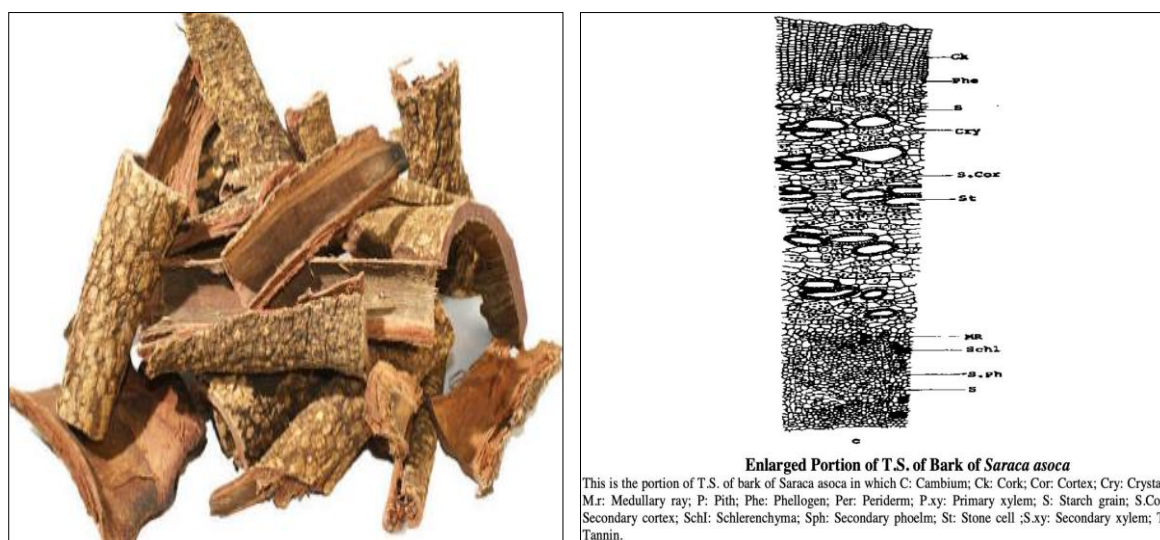 Ck
Phe
S
Cry
S.Cor
St
MR
Schl
S.Ph
S
c
Enlarged Portion of T.S. of Bark of Saraca asoca
This is the portion of T.S. of bark of Saraca asoca in which C: Cambium; Ck: Cork; Cor: Cortex; Cry: Crysta
M.r: Medullary ray; P: Pith; Phe: Phellogen; Per: Periderm; P.xy: Primary xylem; S: Starch grain; S.Co
Secondary cortex; SchI: Schlerenchyma; Sph: Secondary phoelm; St: Stone cell ;S.xy: Secondary xylem; T
Tannin.